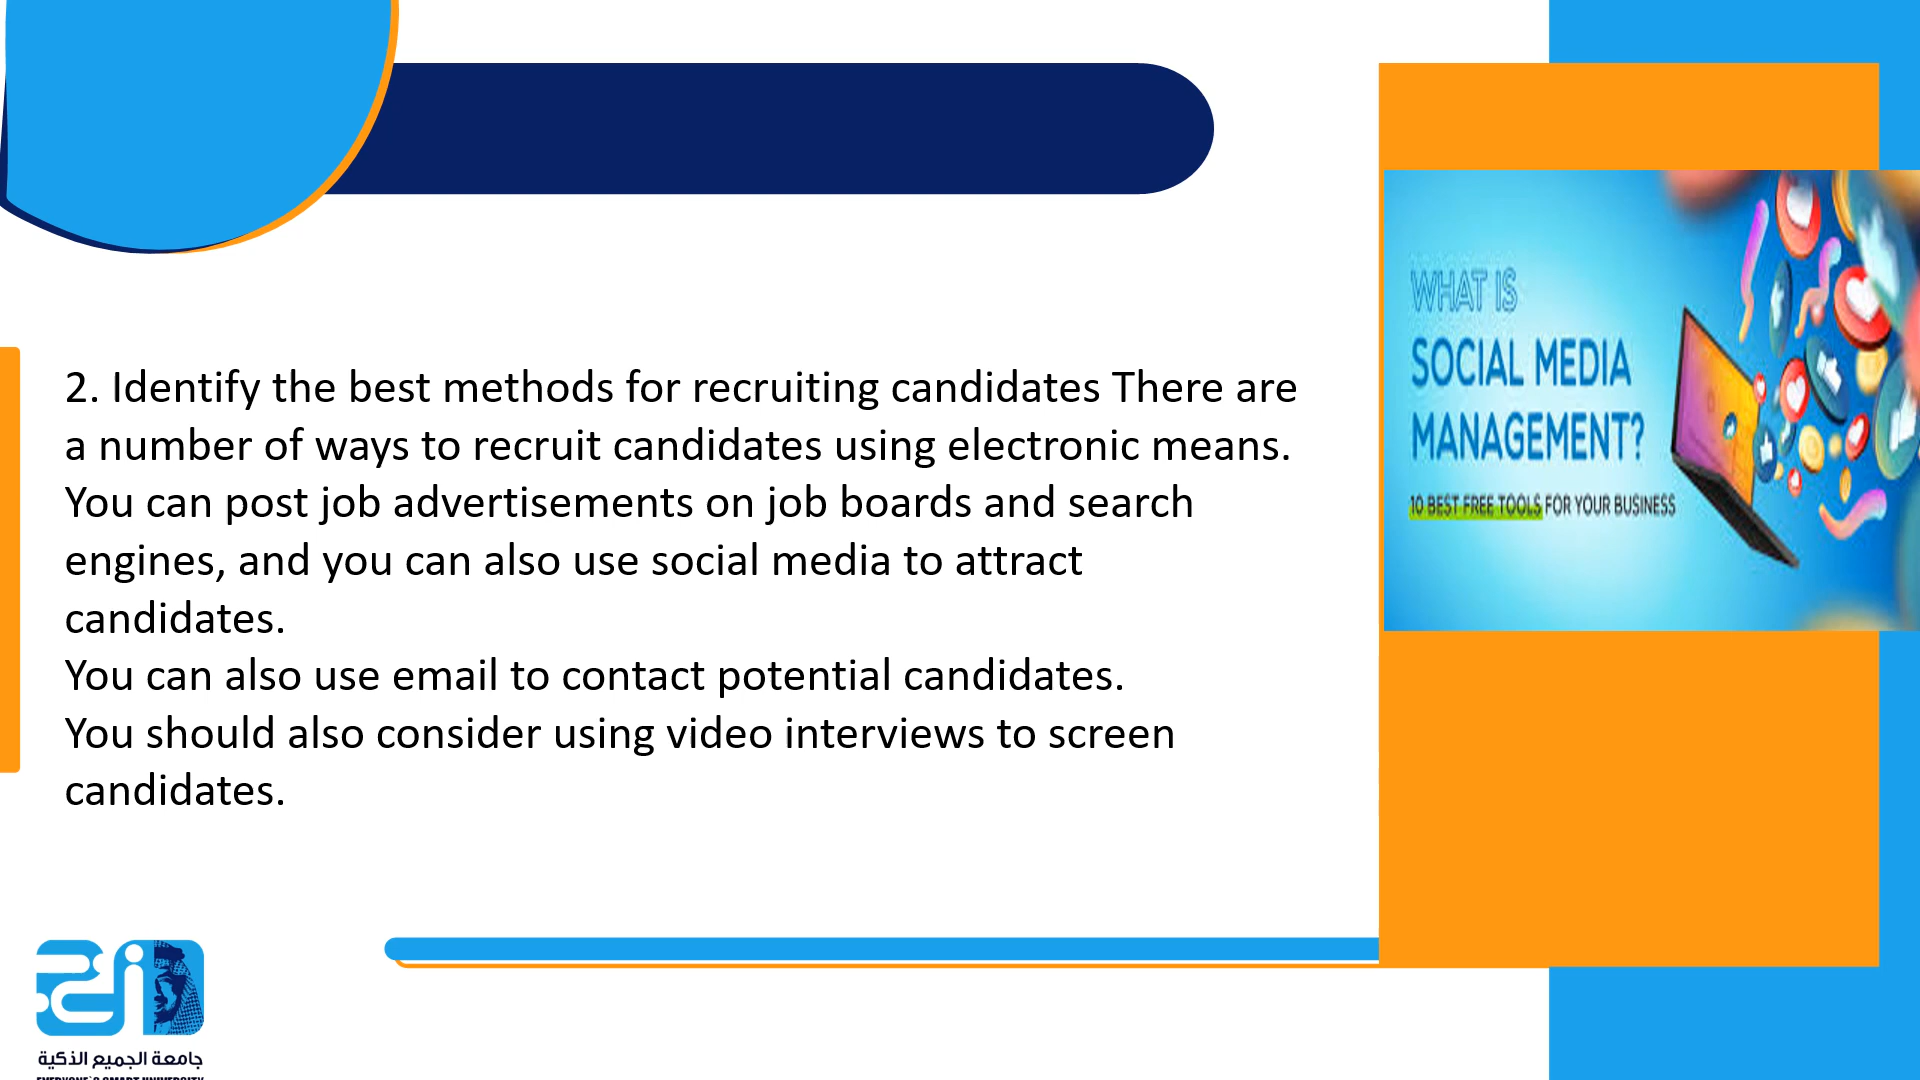 2. Identify the best methods for recruiting candidates There are
a number of ways to recruit candidates using electronic means.
You can post job advertisements on job boards and search
engines, and you can also use social media to attract
candidates.
You can also use email to contact potential candidates.
You should also consider using video interviews to screen
candidates.
WHAT IS
SOCIAL MEDIA
MANAGEMENT?
10 BEST FREE TOOLS FOR YOUR BUSINESS
جامعة الجميع الذكية
EVERYONE'S SMART UNIVERSITY